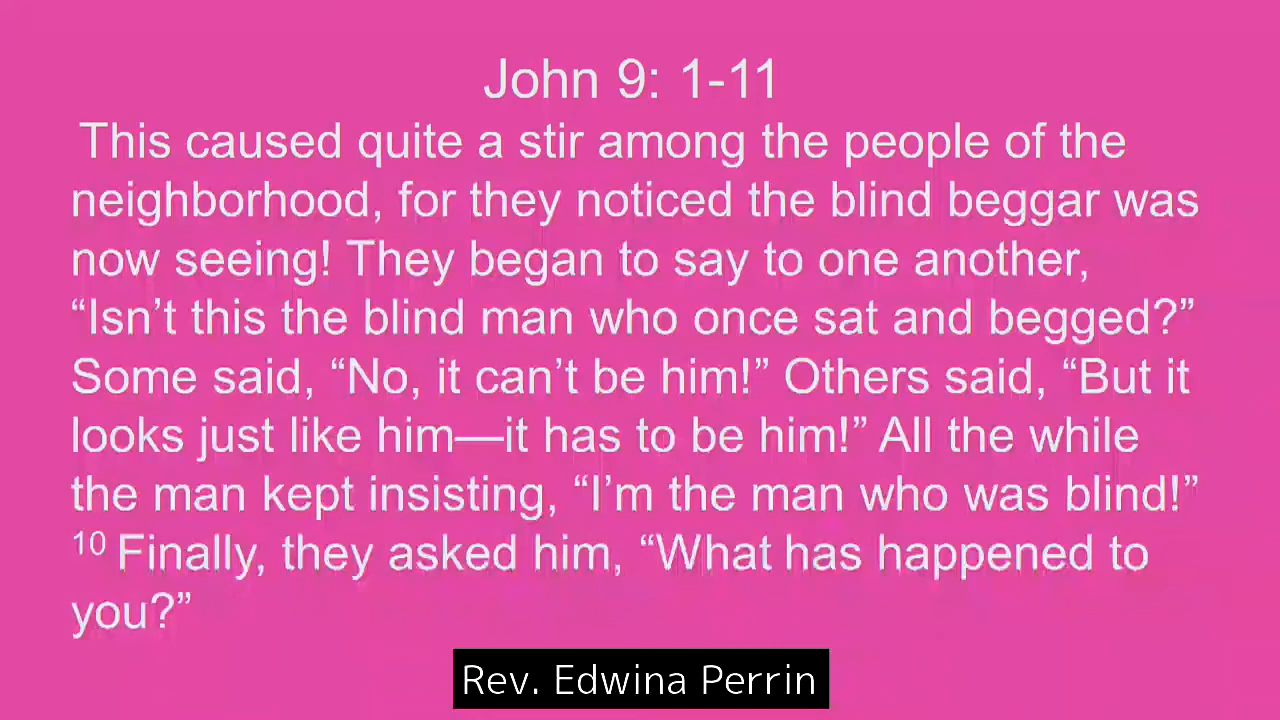 John 9: 1-11
This caused quite a stir among the people of the
neighborhood, for they noticed the blind beggar was
now seeing! They began to say to one another,
“Isn’t this the blind man who once sat and begged?”
Some said, “No, it can’t be him!” Others said, “But it
looks just like him—it has to be him!” All the while
the man kept insisting, “I’m the man who was blind!”
10 Finally, they asked him, “What has happened to
you?”
Rev. Edwina Perrin